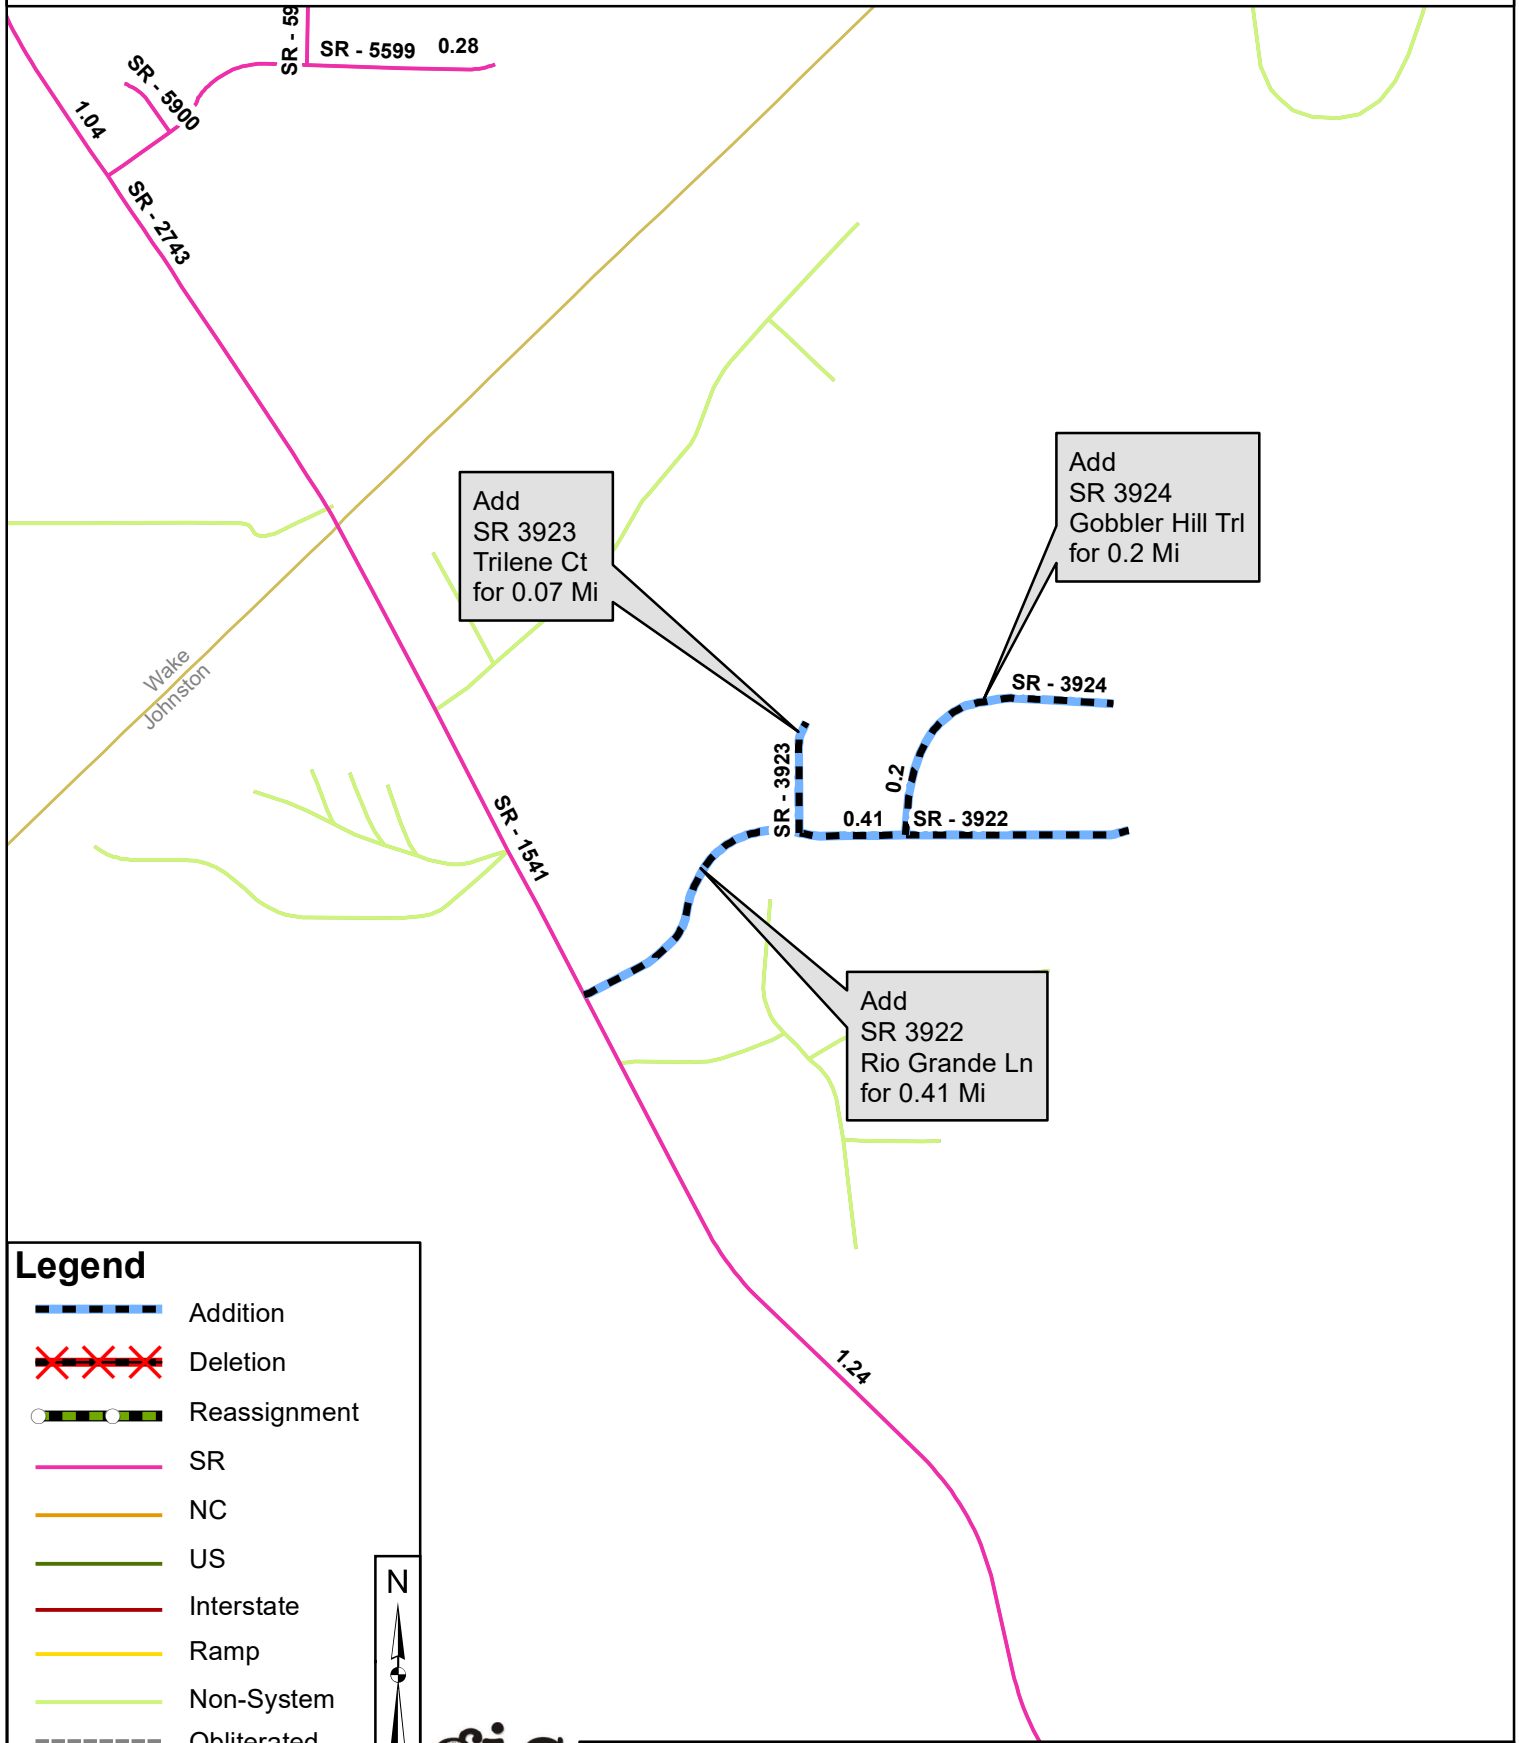 SR - 59
SR - 5599
0.28
SR - 5900
1.04
SR - 2743
Add
SR 3924
Gobbler Hill Trl
for 0.2 Mi
Add
SR 3923
Trilene Ct
for 0.07 Mi
Wake
Johnston
SR - 3924
SR - 3923
0.2
0.41
SR - 3922
SR - 1541
Add
SR 3922
Rio Grande Ln
for 0.41 Mi
1.24
Legend
Addition
Deletion
Reassignment
SR
NC
US
Interstate
Ramp
Non-System
Obliterated
N